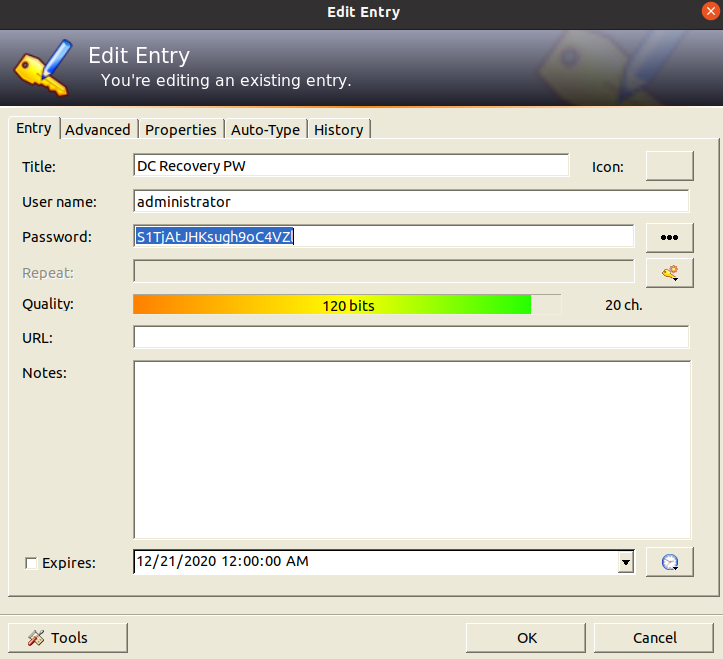 Edit Entry
Edit Entry
You're editing an existing entry.
Entry Advanced Properties Auto-Type History
Title: DC Recovery PW Icon:
User name: administrator
Password: S1TjAtJHKsugh9oC4VZl •••
Repeat:
Quality: 120 bits 20 ch.
URL:
Notes:
Expires: 12/21/2020 12:00:00 AM
Tools OK Cancel